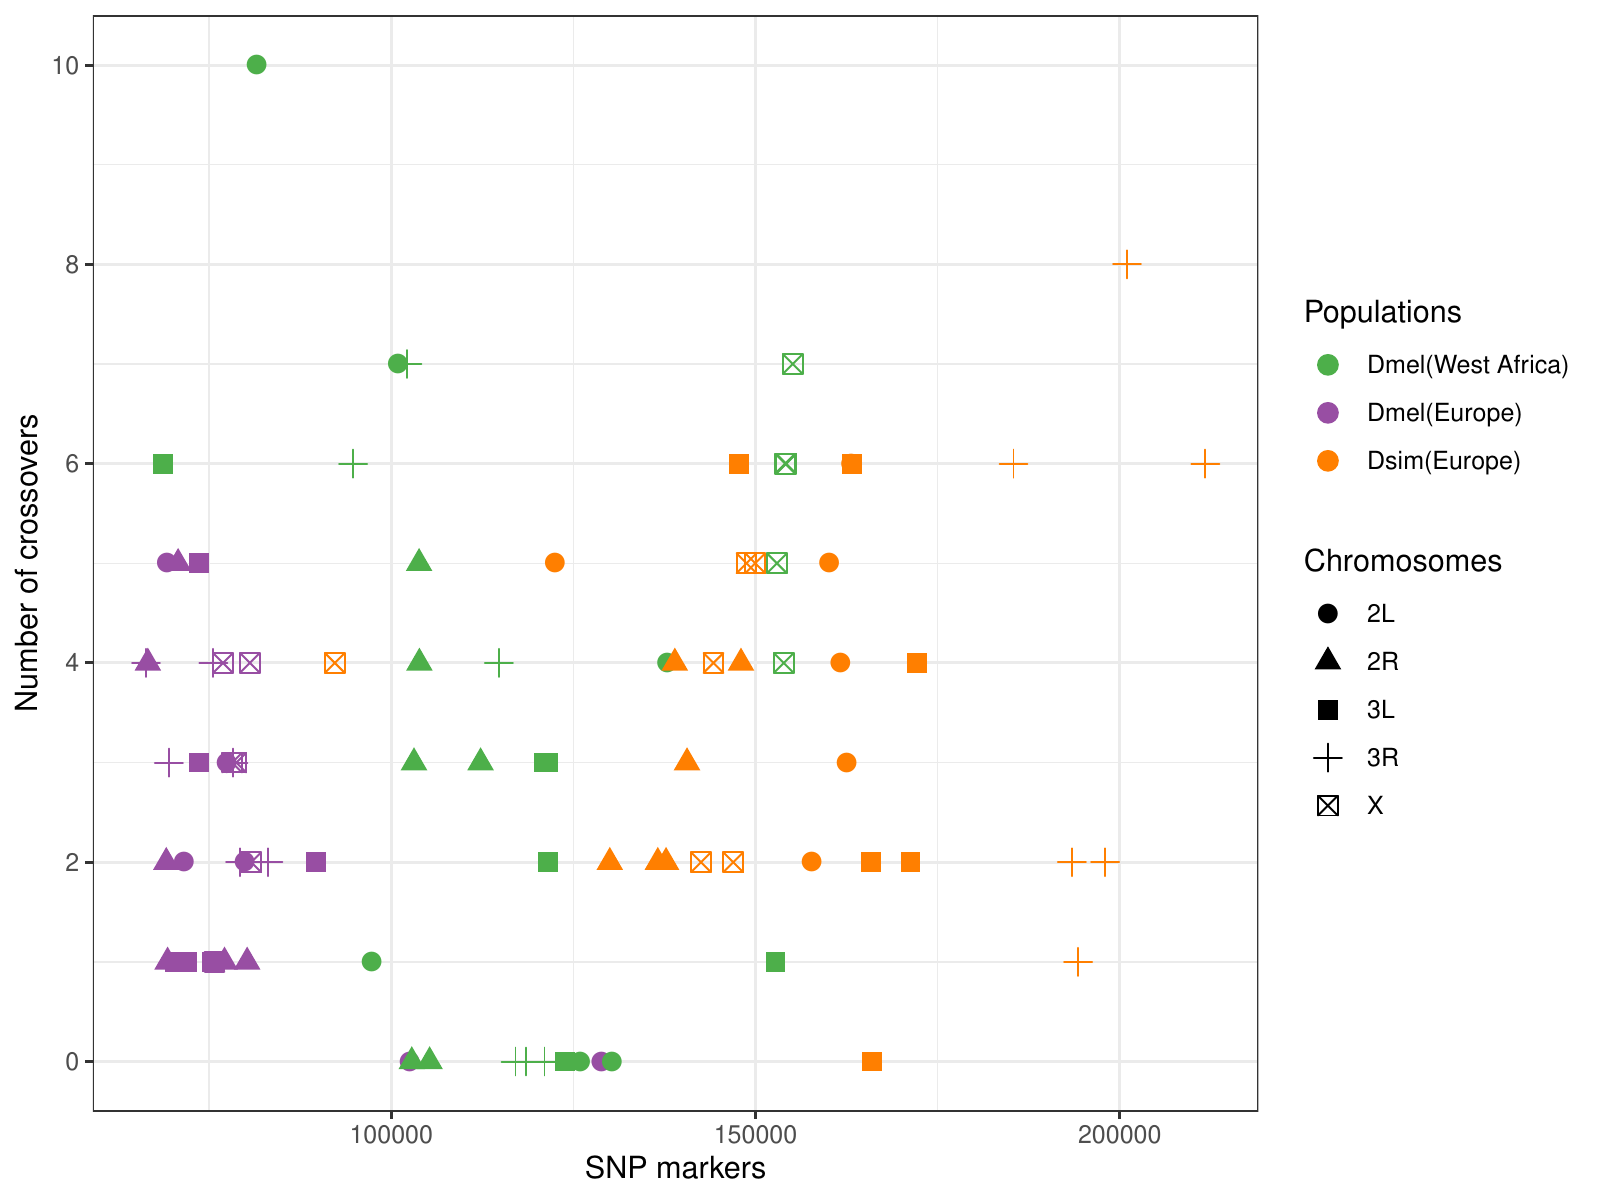 10
8
6
4
2
0
Number of crossovers
100000
150000
200000
SNP markers
Populations
Dmel(West Africa)
Dmel(Europe)
Dsim(Europe)
Chromosomes
2L
2R
3L
3R
X